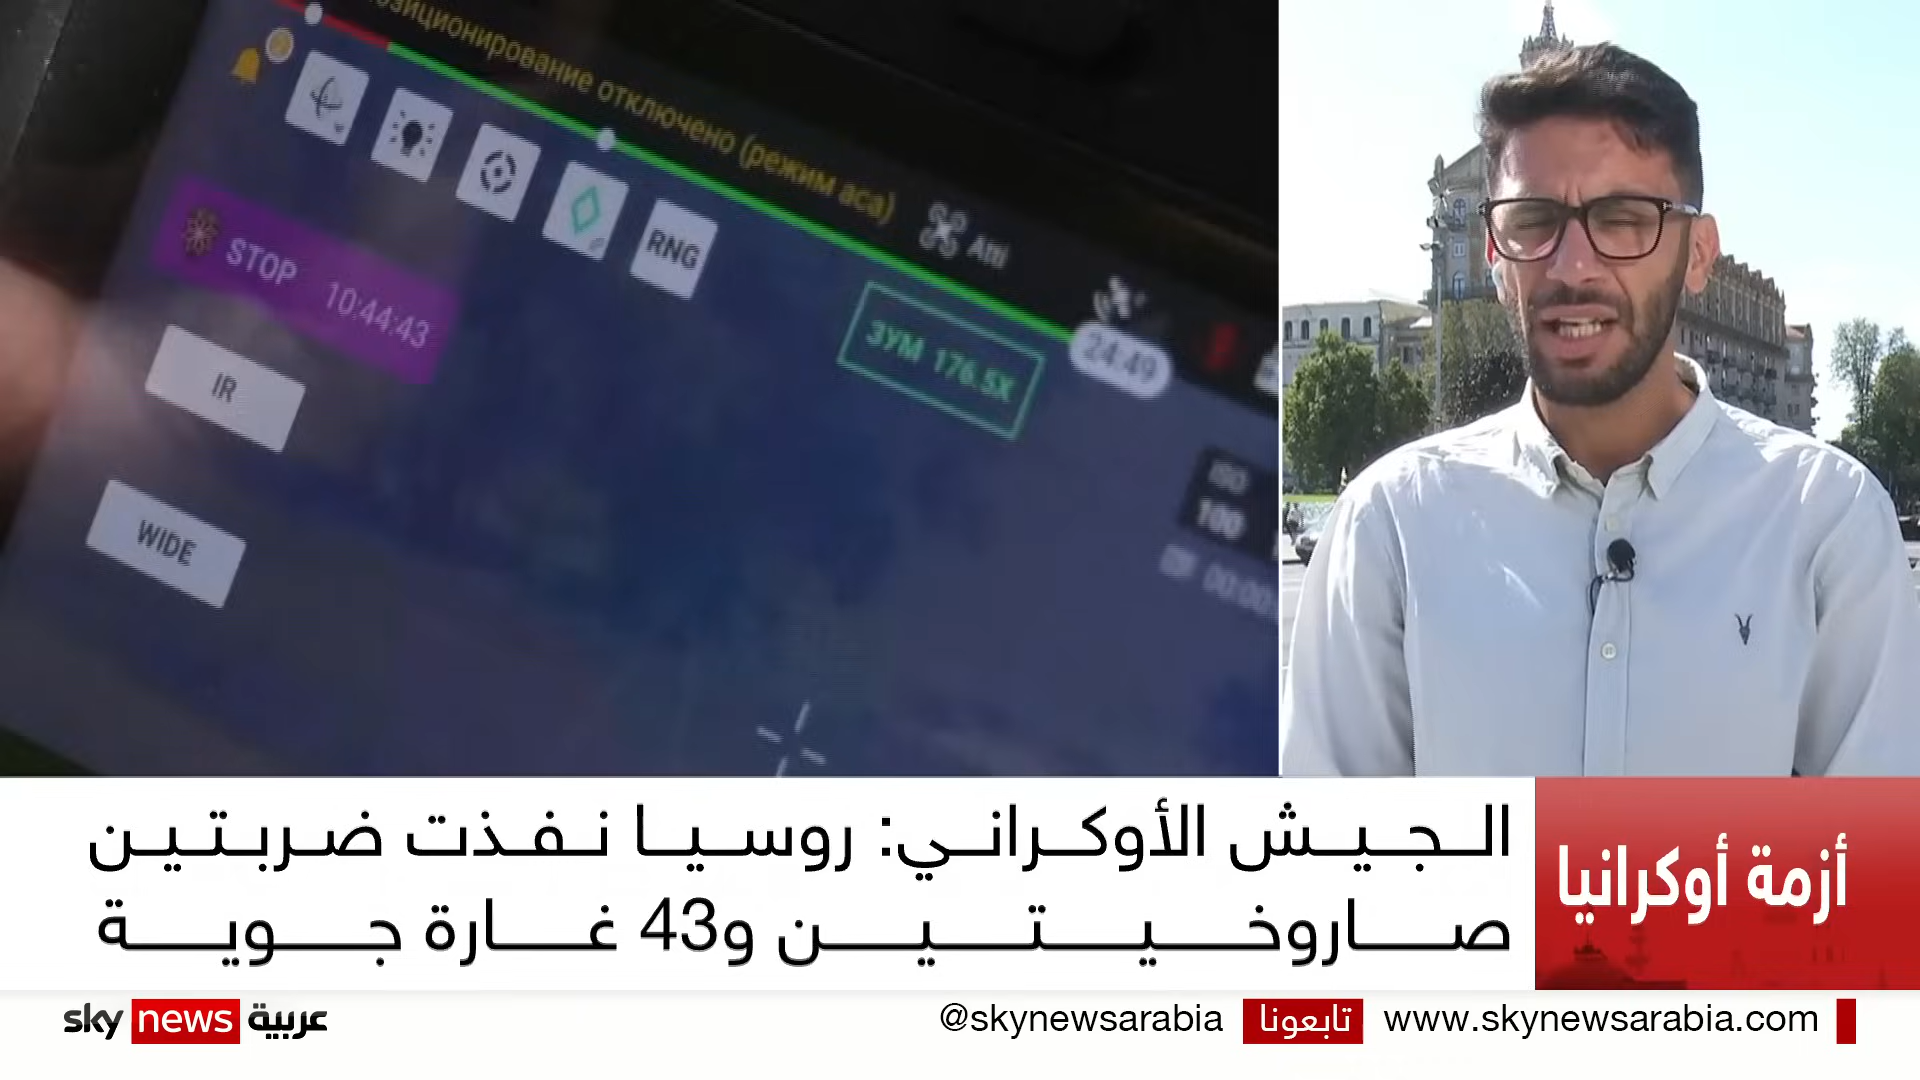 позиционирование отключено (режим аса)
Atti
RNG
STOP 10:44:43
24:49
ЗУМ 176.5X
IR
ISO
100
WIDE
00:00
أزمة أوكرانيا
الجيش الأوكراني: روسيا نفذت ضربتين
صاروخيتين و43 غارة جوية
sky news عربية
@skynewsarabia تابعونا www.skynewsarabia.com